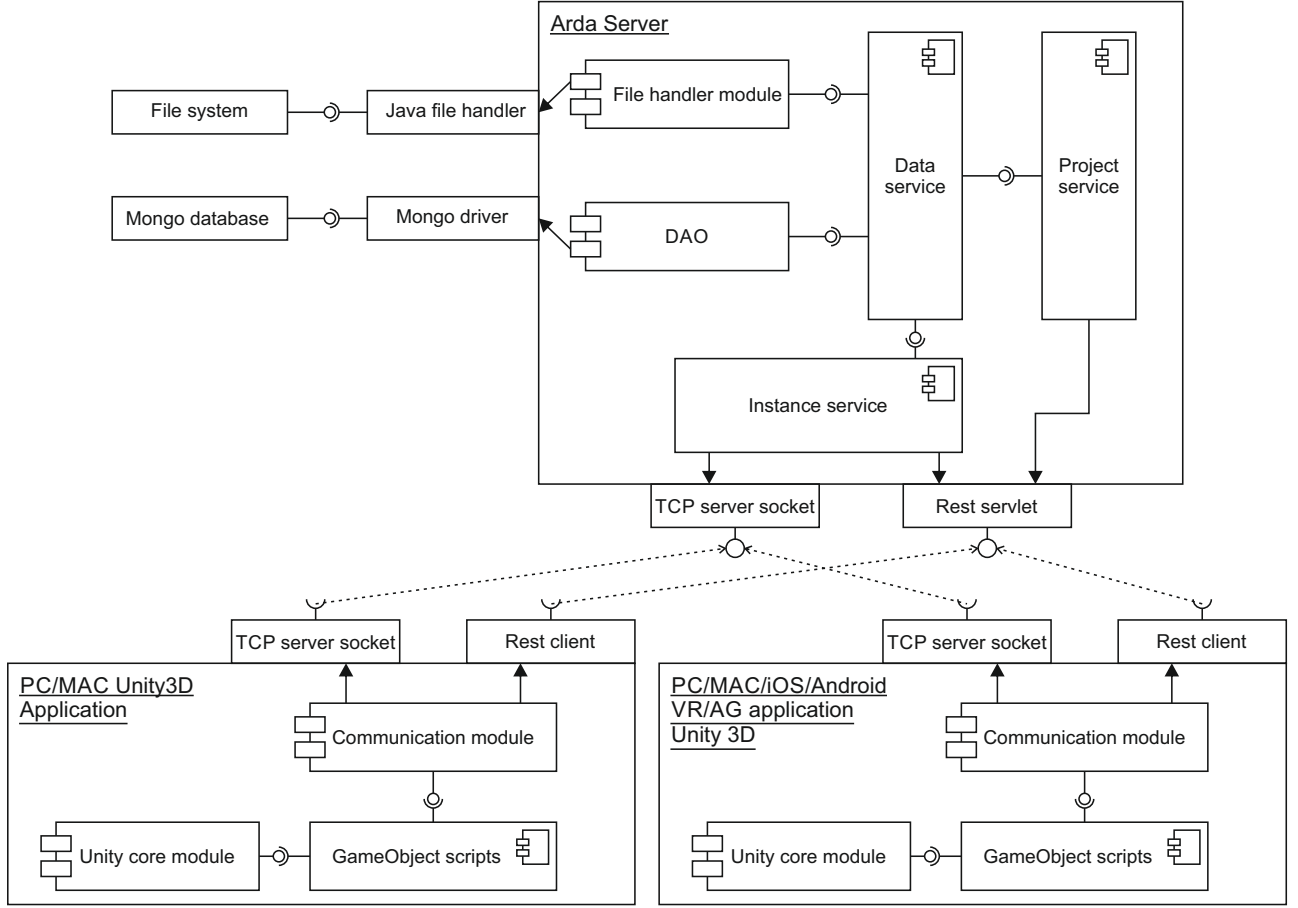 Arda Server
File system
Java file handler
File handler module
Data
service
Project
service
Mongo database
Mongo driver
DAO
Instance service
TCP server socket
Rest servlet
TCP server socket
Rest client
TCP server socket
Rest client
PC/MAC Unity3D
Application
Communication module
Unity core module
GameObject scripts
PC/MAC/iOS/Android
VR/AG application
Unity 3D
Communication module
Unity core module
GameObject scripts